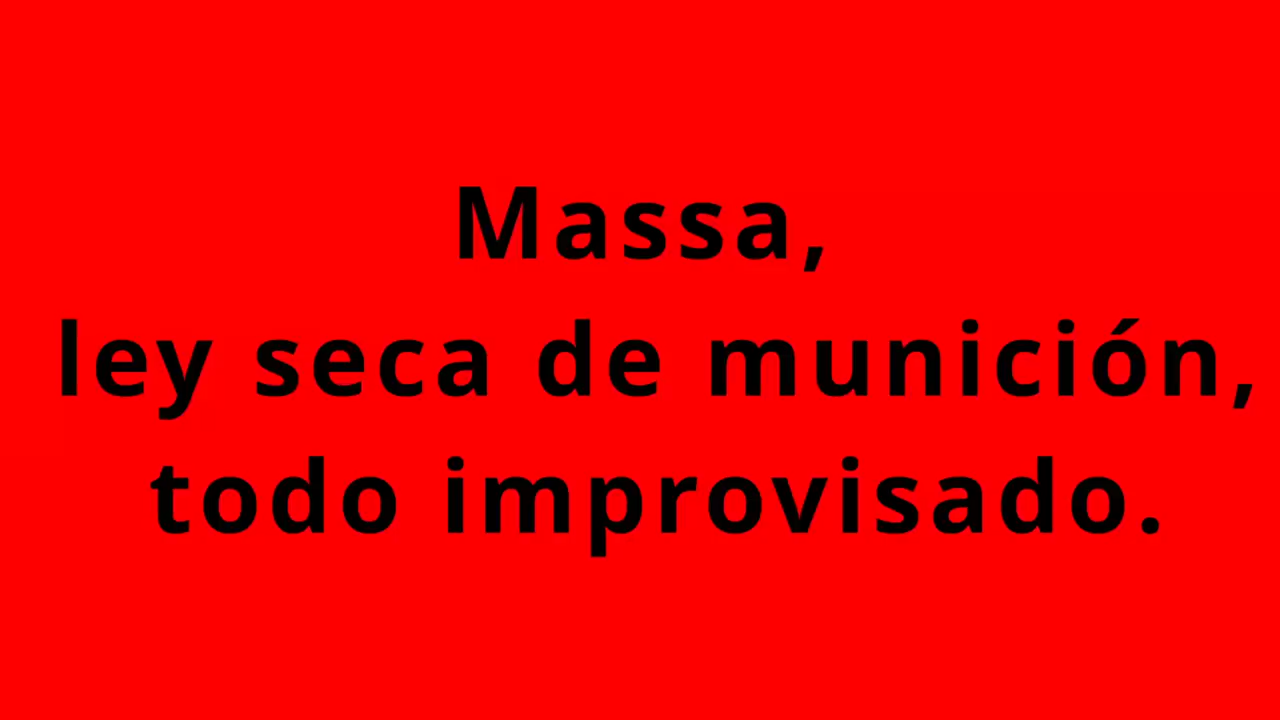 Massa,
ley seca de munición,
todo improvisado.